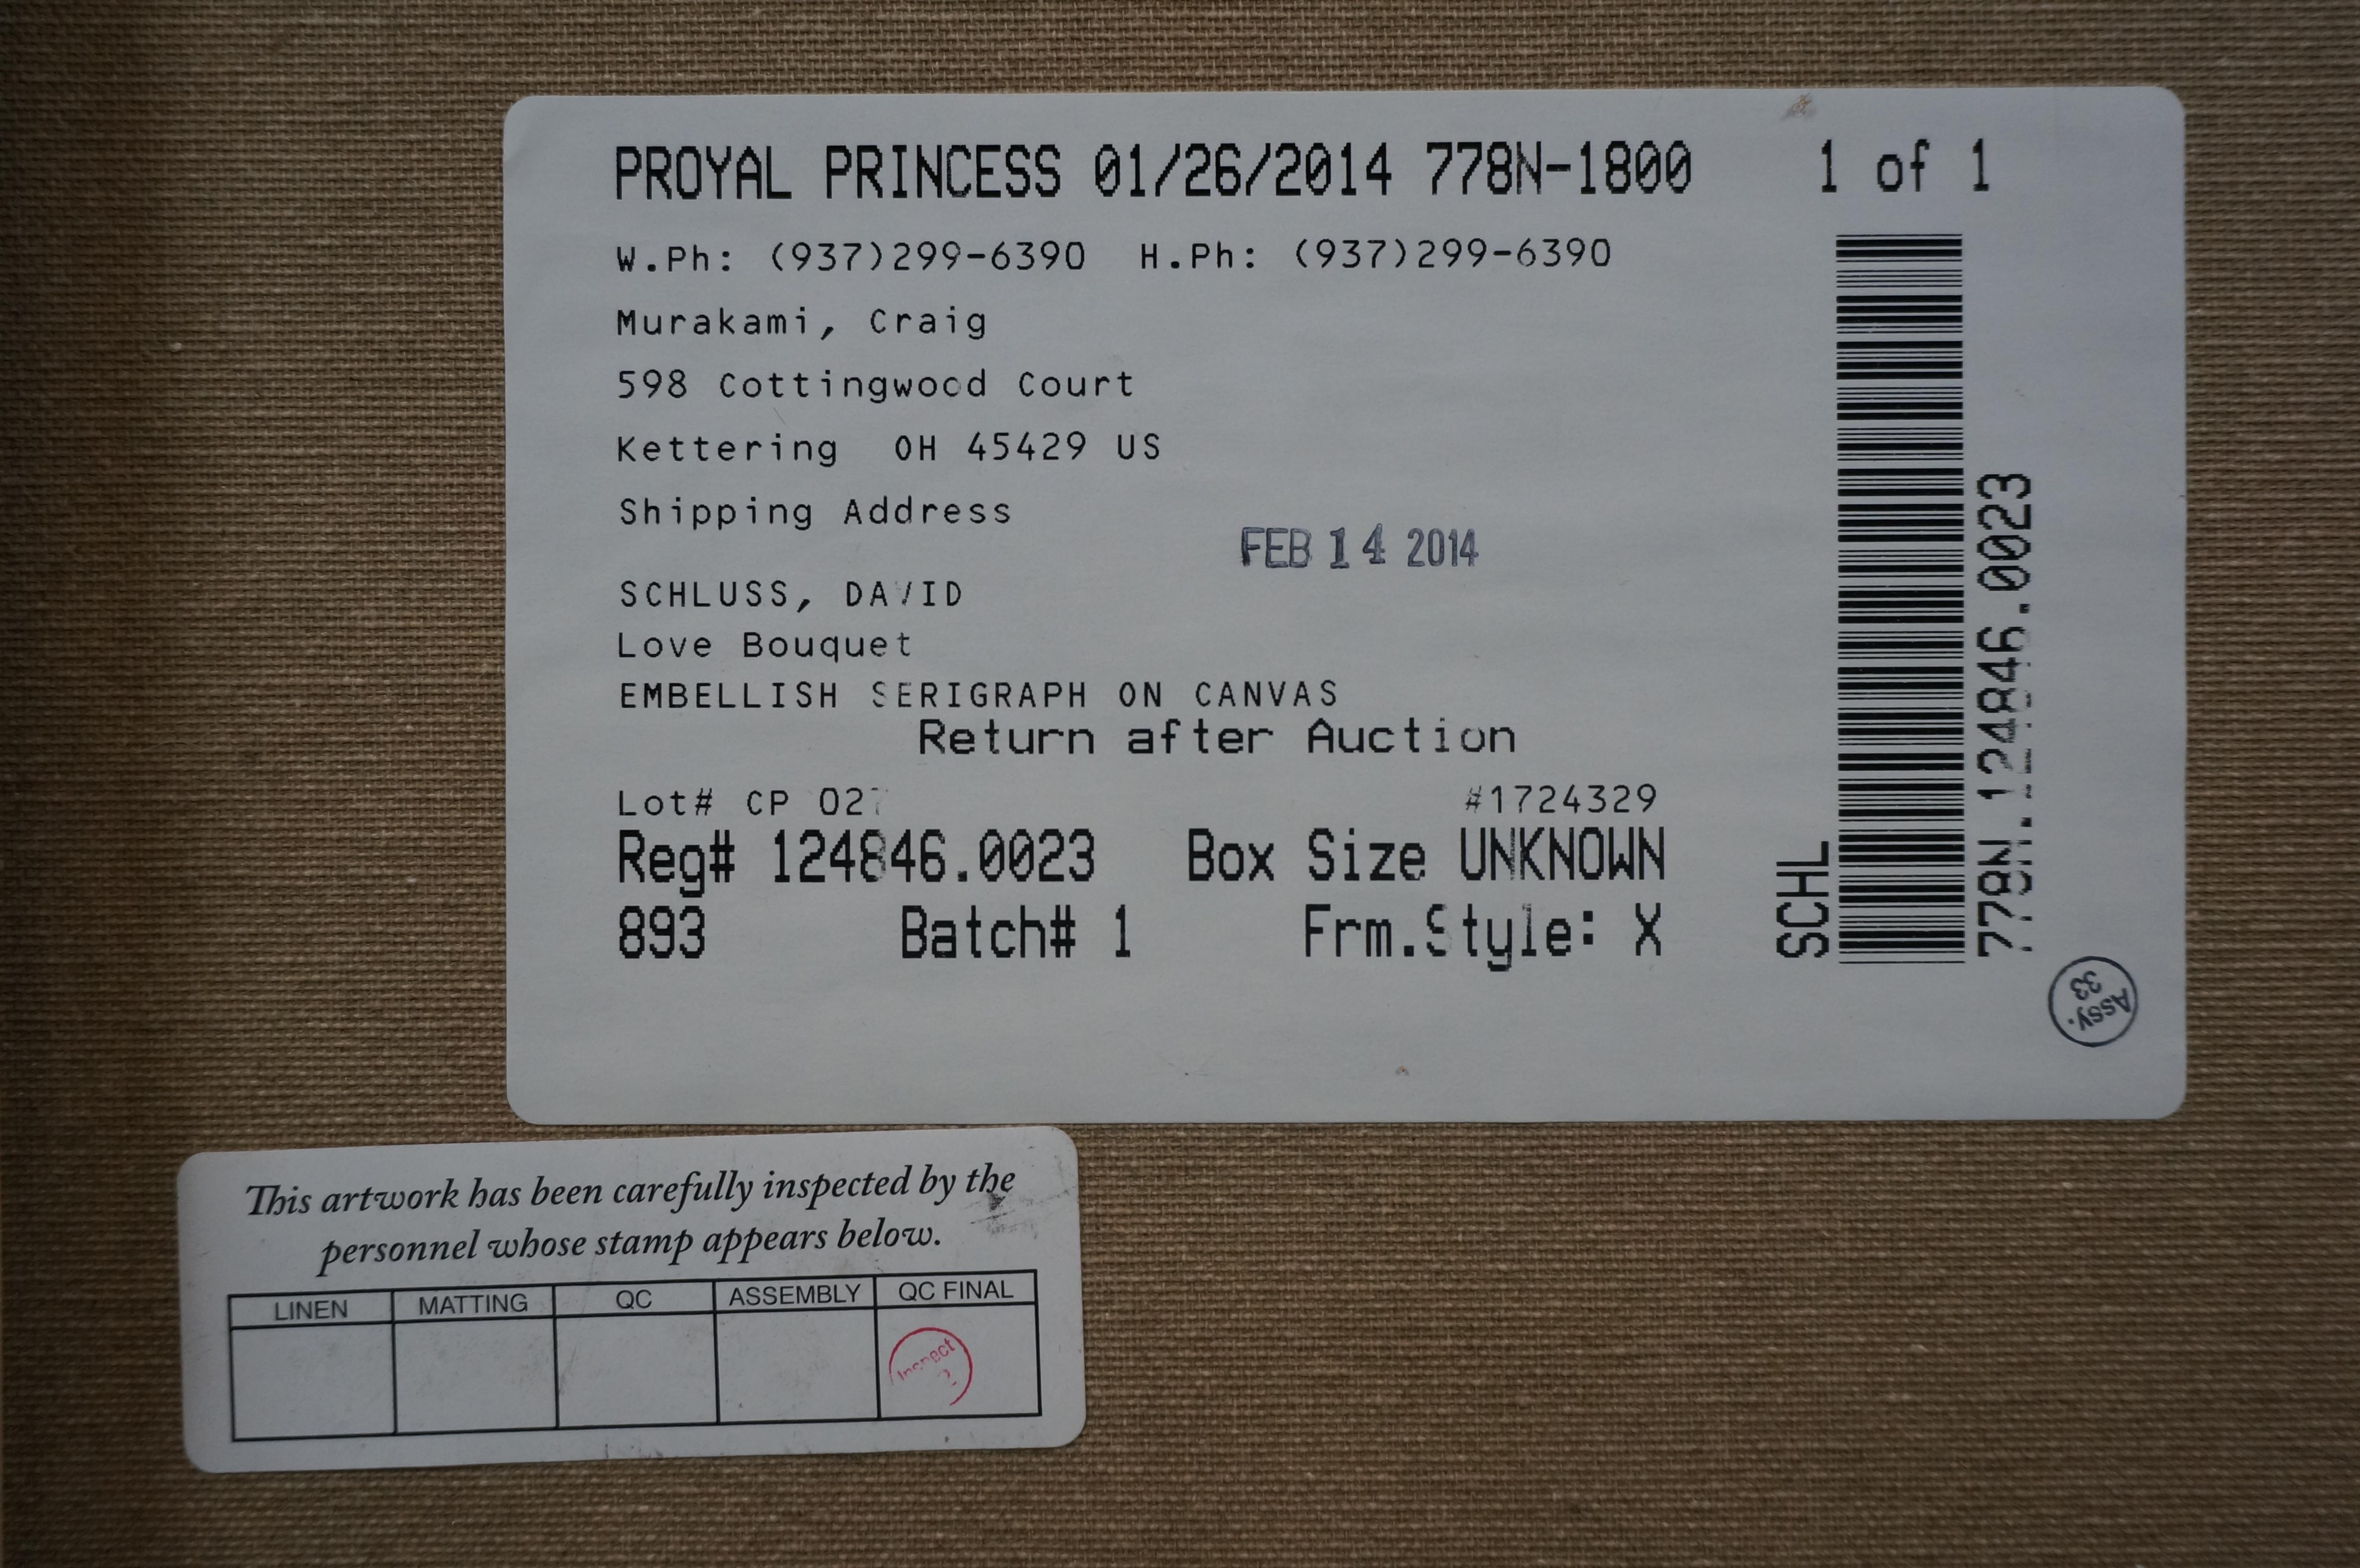 PROYAL PRINCESS 01/26/2014 778N-1800 1 of 1
W.Ph: (937)299-6390 H.Ph: (937)299-6390
Murakami, Craig
598 Cottingwood Court
Kettering OH 45429 US
Shipping Address
FEB 14 2014
SCHLUSS, DAVID
Love Bouquet
EMBELLISH SERIGRAPH ON CANVAS
Return after Auction
Lot# CP 027 #1724329
Reg# 124846.0023 Box Size UNKNOWN
893 Batch# 1 Frm.Style: X
SCHL
778N.124846.0023
Assy.
33
This artwork has been carefully inspected by the
personnel whose stamp appears below.
LINEN MATTING QC ASSEMBLY QC FINAL
Inspect